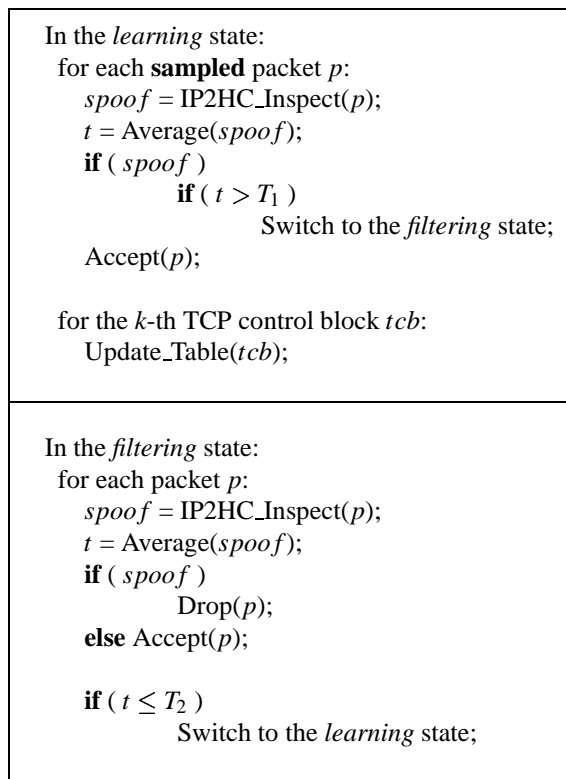 In the learning state:
for each sampled packet p:
spoof = IP2HC_Inspect(p);
t = Average(spoof);
if ( spoof )
if ( t > T₁ )
Switch to the filtering state;
Accept(p);
for the k-th TCP control block tcb:
Update_Table(tcb);
In the filtering state:
for each packet p:
spoof = IP2HC_Inspect(p);
t = Average(spoof);
if ( spoof )
Drop(p);
else Accept(p);
if ( t ≤ T₂ )
Switch to the learning state;